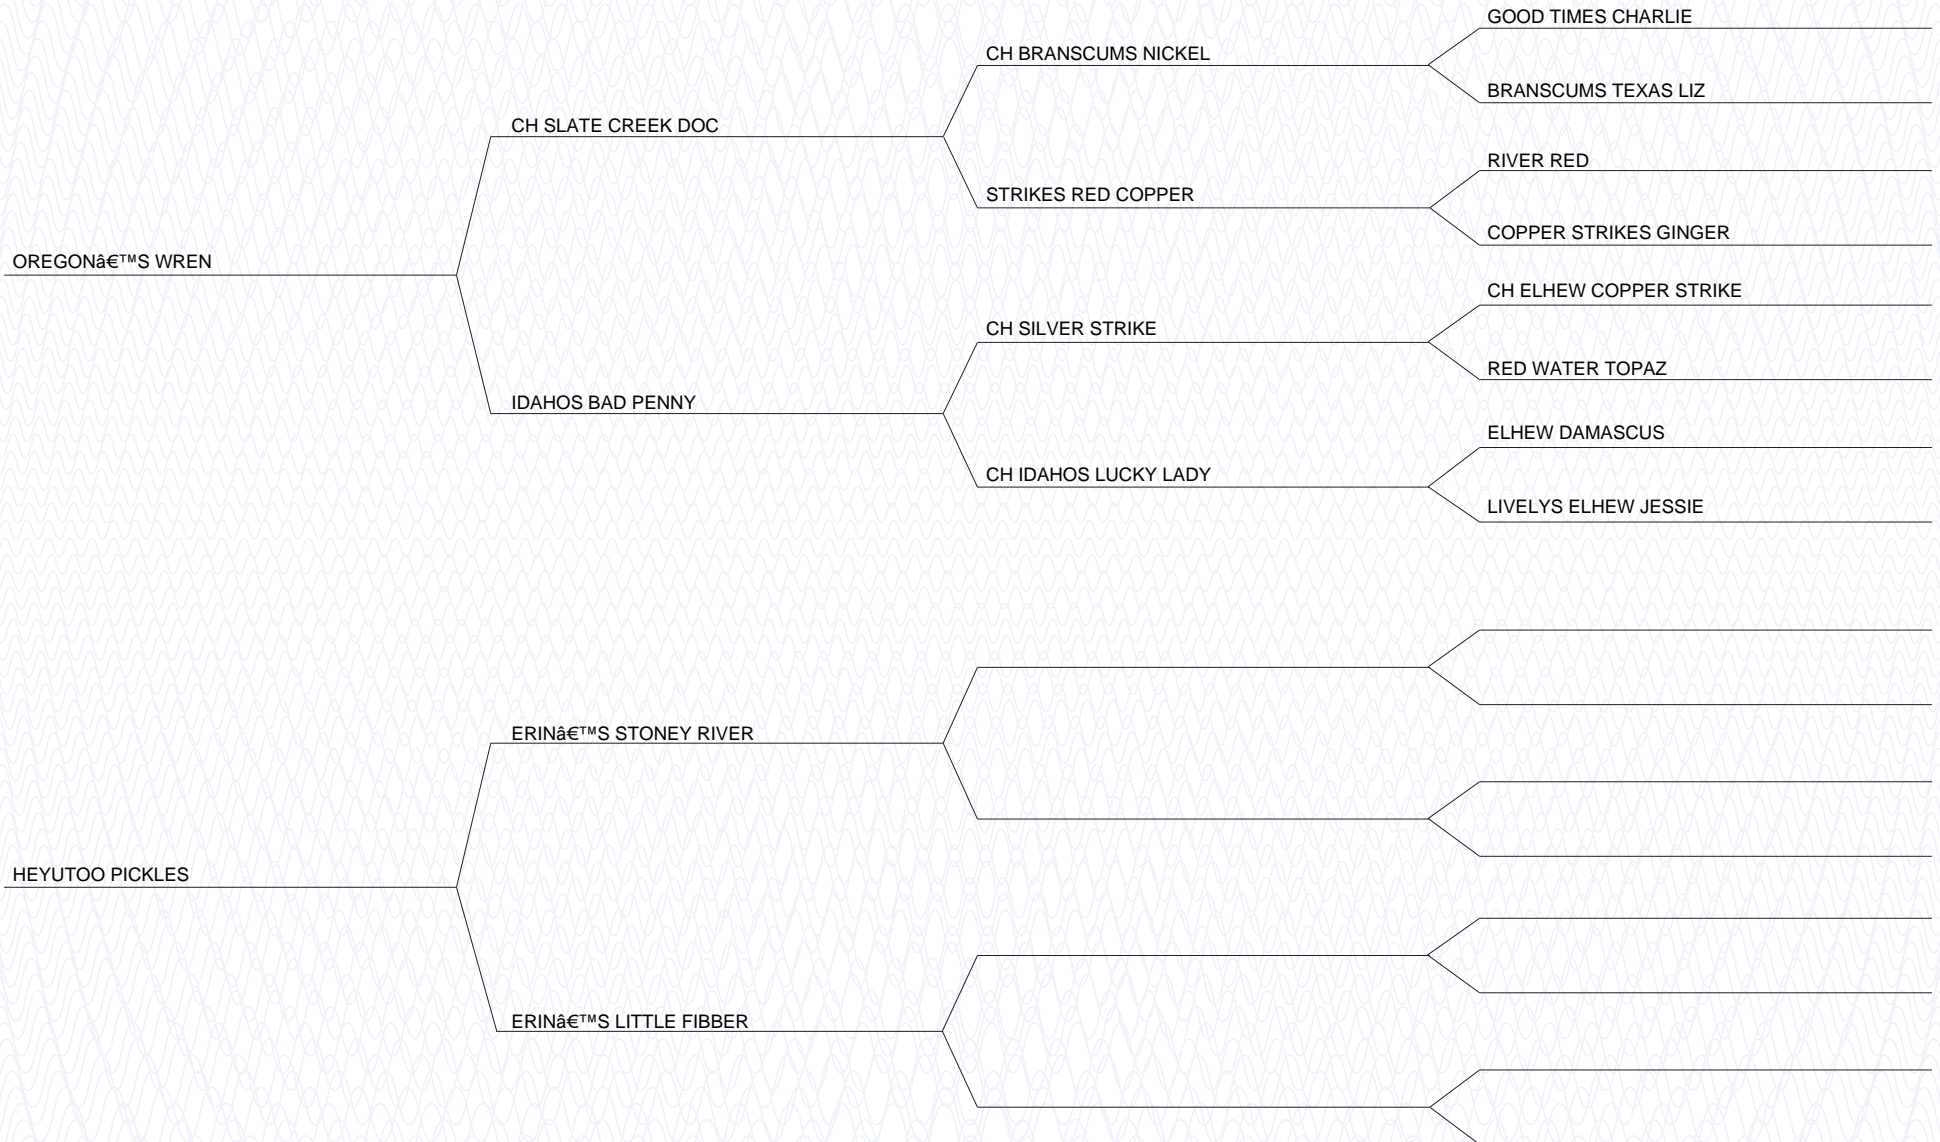 GOOD TIMES CHARLIE
CH BRANSCUMS NICKEL
BRANSCUMS TEXAS LIZ
CH SLATE CREEK DOC
RIVER RED
STRIKES RED COPPER
COPPER STRIKES GINGER
OREGONâ€™S WREN
CH ELHEW COPPER STRIKE
CH SILVER STRIKE
RED WATER TOPAZ
IDAHOS BAD PENNY
ELHEW DAMASCUS
CH IDAHOS LUCKY LADY
LIVELYS ELHEW JESSIE
ERINâ€™S STONEY RIVER
HEYUTOO PICKLES
ERINâ€™S LITTLE FIBBER